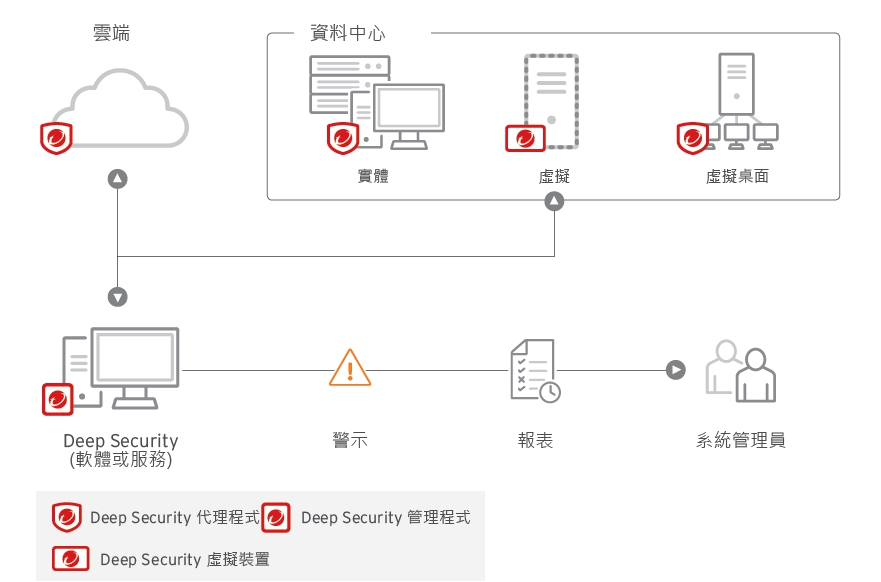 雲端
資料中心
實體
虛擬
虛擬桌面
Deep Security
(軟體或服務)
警示
報表
系統管理員
Deep Security 代理程式
Deep Security 管理程式
Deep Security 虛擬裝置